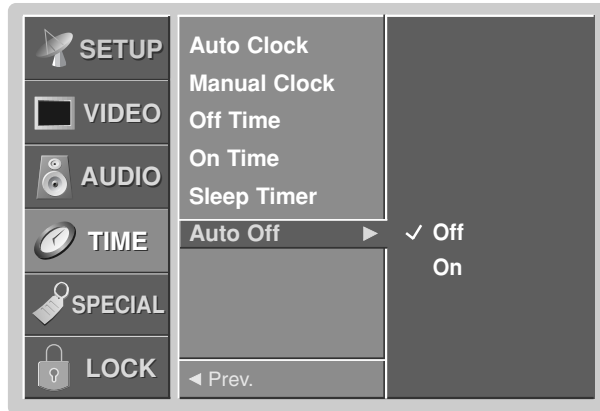 SETUP
VIDEO
AUDIO
TIME
SPECIAL
LOCK
Auto Clock
Manual Clock
Off Time
On Time
Sleep Timer
Auto Off ►
◄ Prev.
✓ Off
On